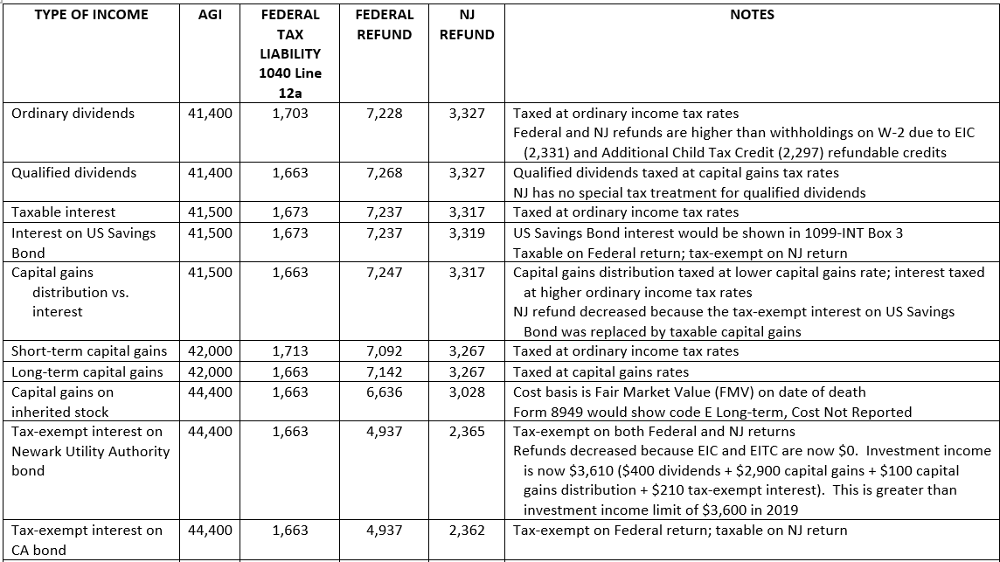 TYPE OF INCOME AGI FEDERAL TAX LIABILITY 1040 Line 12a FEDERAL REFUND NJ REFUND NOTES
Ordinary dividends 41,400 1,703 7,228 3,327 Taxed at ordinary income tax rates
Federal and NJ refunds are higher than withholdings on W-2 due to EIC
(2,331) and Additional Child Tax Credit (2,297) refundable credits
Qualified dividends 41,400 1,663 7,268 3,327 Qualified dividends taxed at capital gains tax rates
NJ has no special tax treatment for qualified dividends
Taxable interest 41,500 1,673 7,237 3,317 Taxed at ordinary income tax rates
Interest on US Savings 41,500 1,673 7,237 3,319 US Savings Bond interest would be shown in 1099-INT Box 3
Bond Taxable on Federal return; tax-exempt on NJ return
Capital gains 41,500 1,663 7,247 3,317 Capital gains distribution taxed at lower capital gains rate; interest taxed
distribution vs. at higher ordinary income tax rates
interest NJ refund decreased because the tax-exempt interest on US Savings
Bond was replaced by taxable capital gains
Short-term capital gains 42,000 1,713 7,092 3,267 Taxed at ordinary income tax rates
Long-term capital gains 42,000 1,663 7,142 3,267 Taxed at capital gains rates
Capital gains on 44,400 1,663 6,636 3,028 Cost basis is Fair Market Value (FMV) on date of death
inherited stock Form 8949 would show code E Long-term, Cost Not Reported
Tax-exempt interest on 44,400 1,663 4,937 2,365 Tax-exempt on both Federal and NJ returns
Newark Utility Authority Refunds decreased because EIC and EITC are now $0. Investment income
bond is now $3,610 ($400 dividends + $2,900 capital gains + $100 capital
gains distribution + $210 tax-exempt interest). This is greater than
investment income limit of $3,600 in 2019
Tax-exempt interest on 44,400 1,663 4,937 2,362 Tax-exempt on Federal return; taxable on NJ return
CA bond